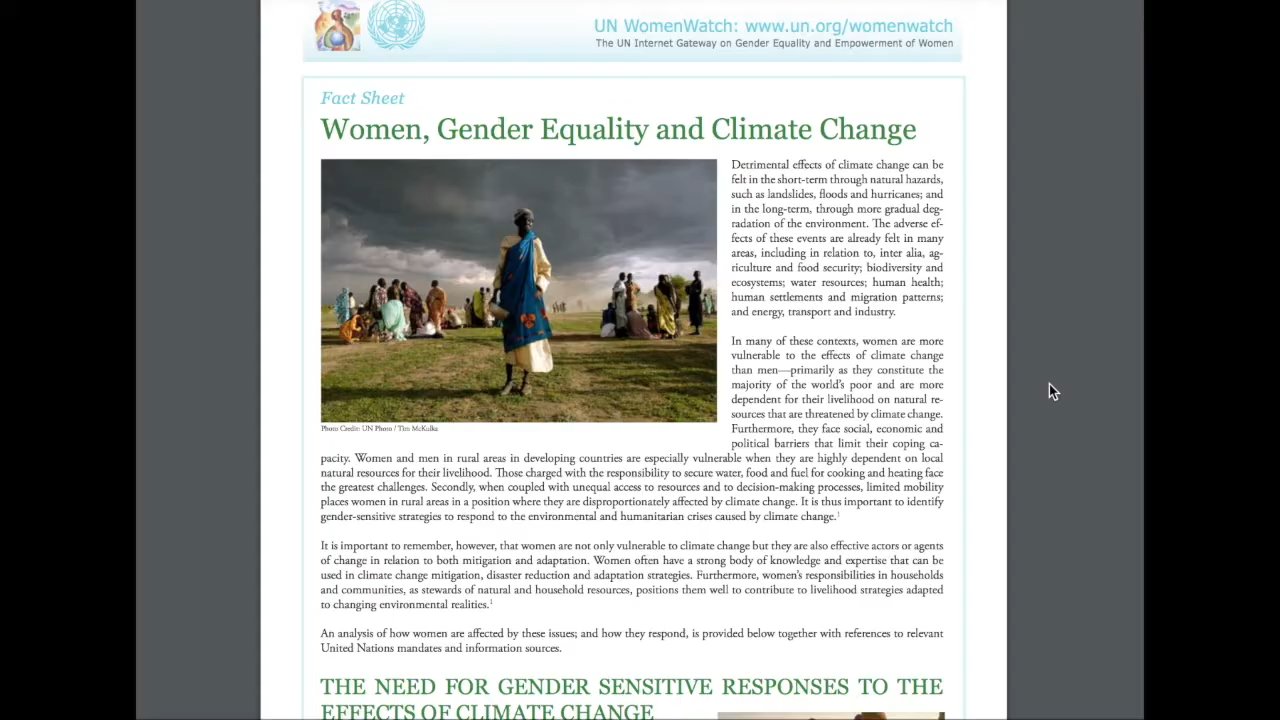 UN WomenWatch: www.un.org/womenwatch
The UN Internet Gateway on Gender Equality and Empowerment of Women
Fact Sheet
Women, Gender Equality and Climate Change
Detrimental effects of climate change can be
felt in the short-term through natural hazards,
such as landslides, floods and hurricanes; and
in the long-term, through more gradual deg-
radation of the environment. The adverse ef-
fects of these events are already felt in many
areas, including in relation to, inter alia, ag-
riculture and food security; biodiversity and
ecosystems; water resources; human health;
human settlements and migration patterns;
and energy, transport and industry.
In many of these contexts, women are more
vulnerable to the effects of climate change
than men—primarily as they constitute the
majority of the world's poor and are more
dependent for their livelihood on natural re-
sources that are threatened by climate change.
Furthermore, they face social, economic and
political barriers that limit their coping ca-
Photo Credit: UN Photo / Tim McKulka
pacity. Women and men in rural areas in developing countries are especially vulnerable when they are highly dependent on local
natural resources for their livelihood. Those charged with the responsibility to secure water, food and fuel for cooking and heating face
the greatest challenges. Secondly, when coupled with unequal access to resources and to decision-making processes, limited mobility
places women in rural areas in a position where they are disproportionately affected by climate change. It is thus important to identify
gender-sensitive strategies to respond to the environmental and humanitarian crises caused by climate change.1
It is important to remember, however, that women are not only vulnerable to climate change but they are also effective actors or agents
of change in relation to both mitigation and adaptation. Women often have a strong body of knowledge and expertise that can be
used in climate change mitigation, disaster reduction and adaptation strategies. Furthermore, women's responsibilities in households
and communities, as stewards of natural and household resources, positions them well to contribute to livelihood strategies adapted
to changing environmental realities.1
An analysis of how women are affected by these issues; and how they respond, is provided below together with references to relevant
United Nations mandates and information sources.
THE NEED FOR GENDER SENSITIVE RESPONSES TO THE
EFFECTS OF CLIMATE CHANGE